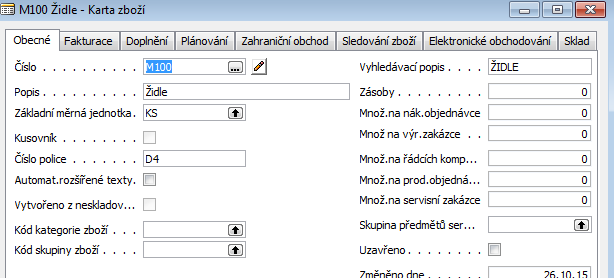 M100 Židle - Karta zboží
Obecné Fakturace Doplnění Plánování Zahraniční obchod Sledování zboží Elektronické obchodování Sklad
Číslo . . . . . . . . . . M100 ... Vyhledávací popis . . . . ŽIDLE
Popis . . . . . . . . . . Židle Zásoby . . . . . . . . . 0
Základní měrná jednotka . KS Množ.na nák.objednávce 0
Kusovník . . . . . . . . Množ.na výr.zakázce . . 0
Číslo police . . . . . . . D4 Množ.na řádcích komp... 0
Automat.rozšířené texty. Množ.na prod.objedná... 0
Vytvořeno z neskladov... Množ.na servisní zakázce 0
Kód kategorie zboží . . . Skupina předmětů ser...
Kód skupiny zboží . . . . Uzavřeno . . . . . . . .
Změněno dne . . . . . . 26.10.15